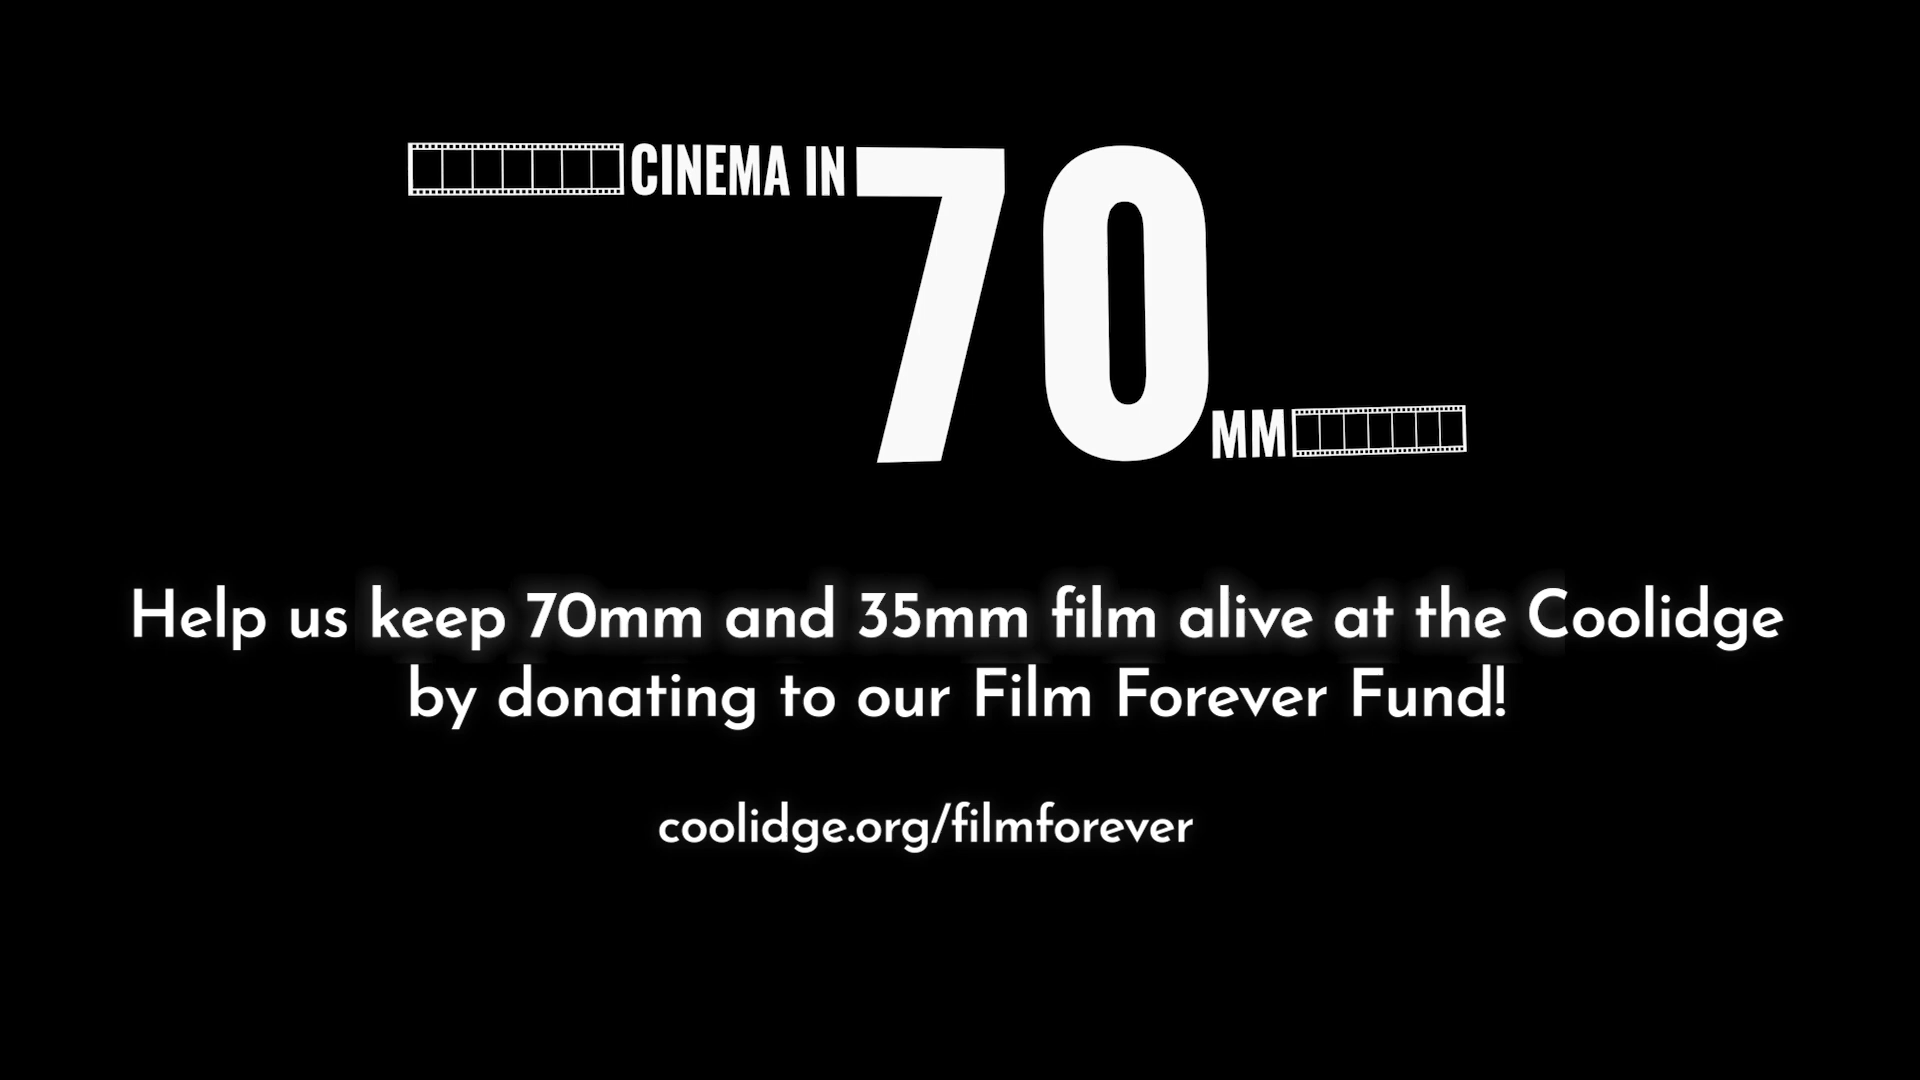 CINEMA IN 70
MM
Help us keep 70mm and 35mm film alive at the Coolidge
by donating to our Film Forever Fund!
coolidge.org/filmforever